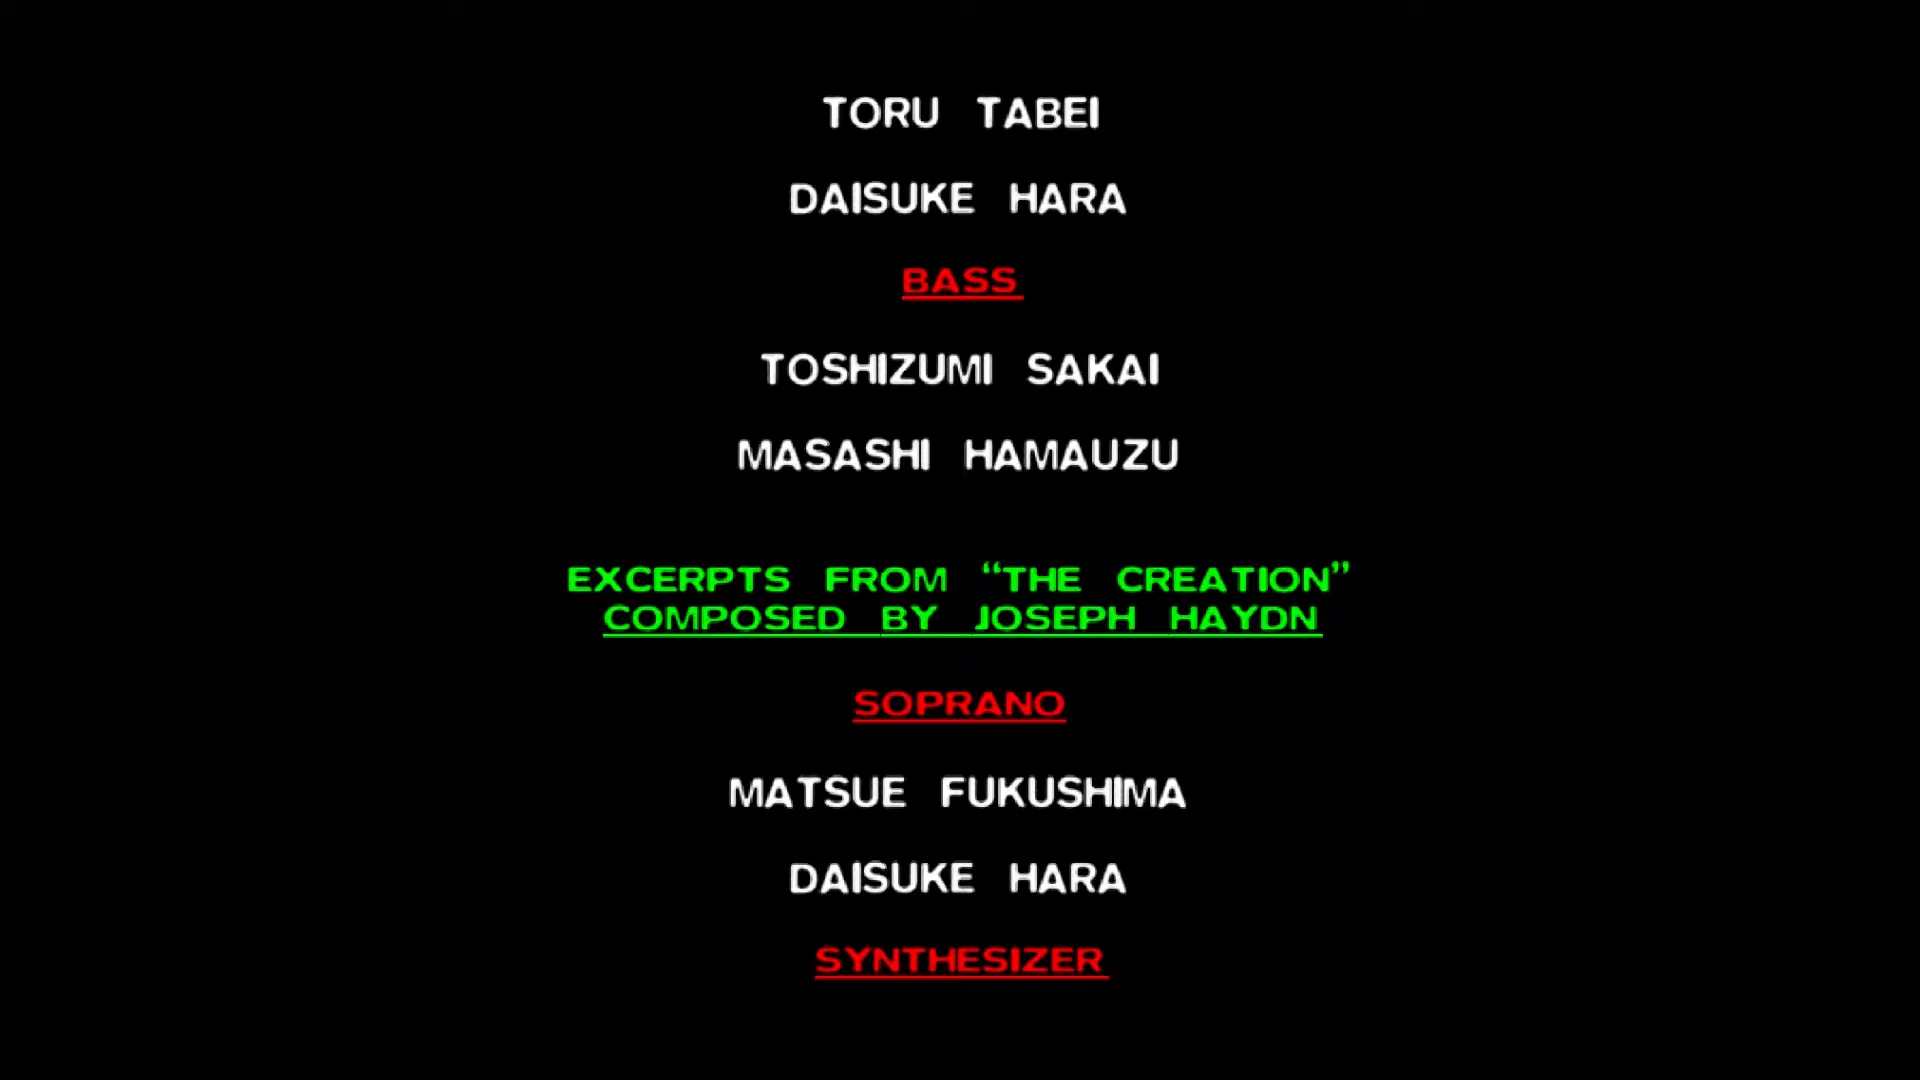 TORU TABEI
DAISUKE HARA
BASS
TOSHIZUMI SAKAI
MASASHI HAMAUZU
EXCERPTS FROM “THE CREATION”
COMPOSED BY JOSEPH HAYDN
SOPRANO
MATSUE FUKUSHIMA
DAISUKE HARA
SYNTHESIZER